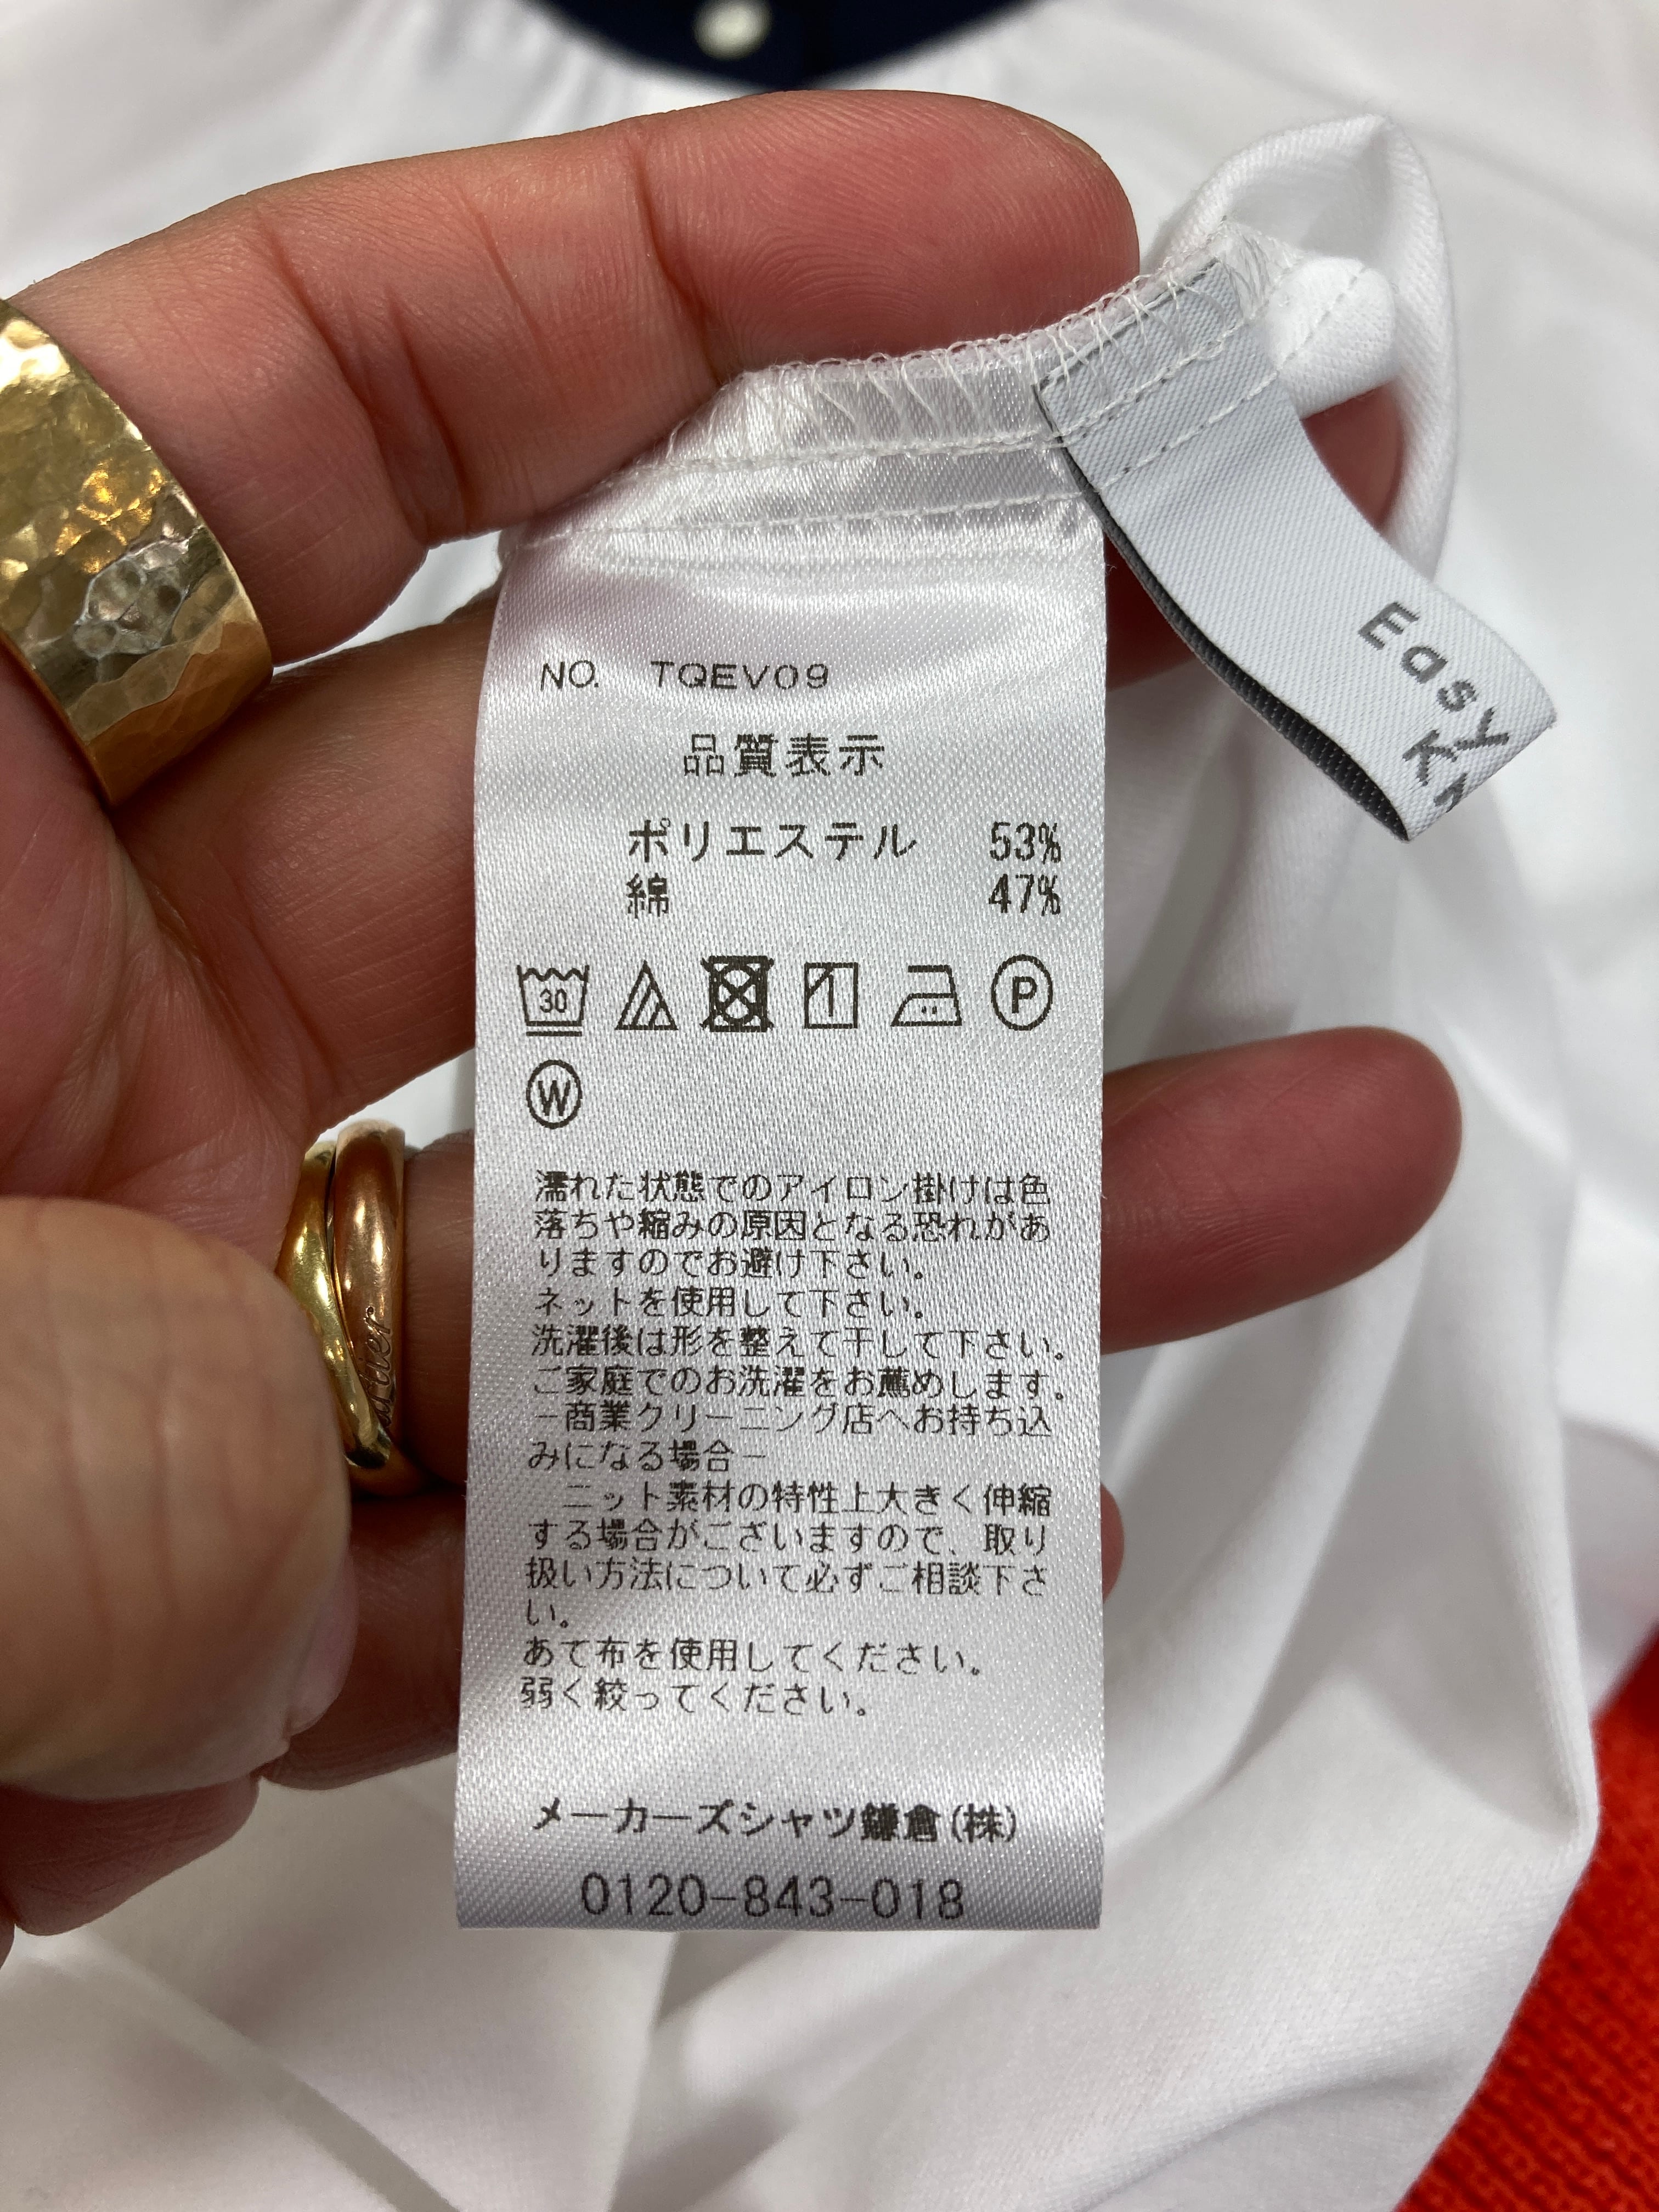 NO. TQEV09
品質表示
ポリエステル 53%
綿 47%
30 1 P
W
濡れた状態でのアイロン掛けは色
落ちや縮みの原因となる恐れがあ
りますのでお避け下さい。
ネットを使用して下さい。
洗濯後は形を整えて干して下さい。
ご家庭でのお洗濯をお薦めします。
－商業クリーニング店へお持ち込
みになる場合－
　ニット素材の特性上大きく伸縮
する場合がございますので、取り
扱い方法について必ずご相談下さ
い。
あて布を使用してください。
弱く絞ってください。
メーカーズシャツ鎌倉(株)
0120-843-018
Easy